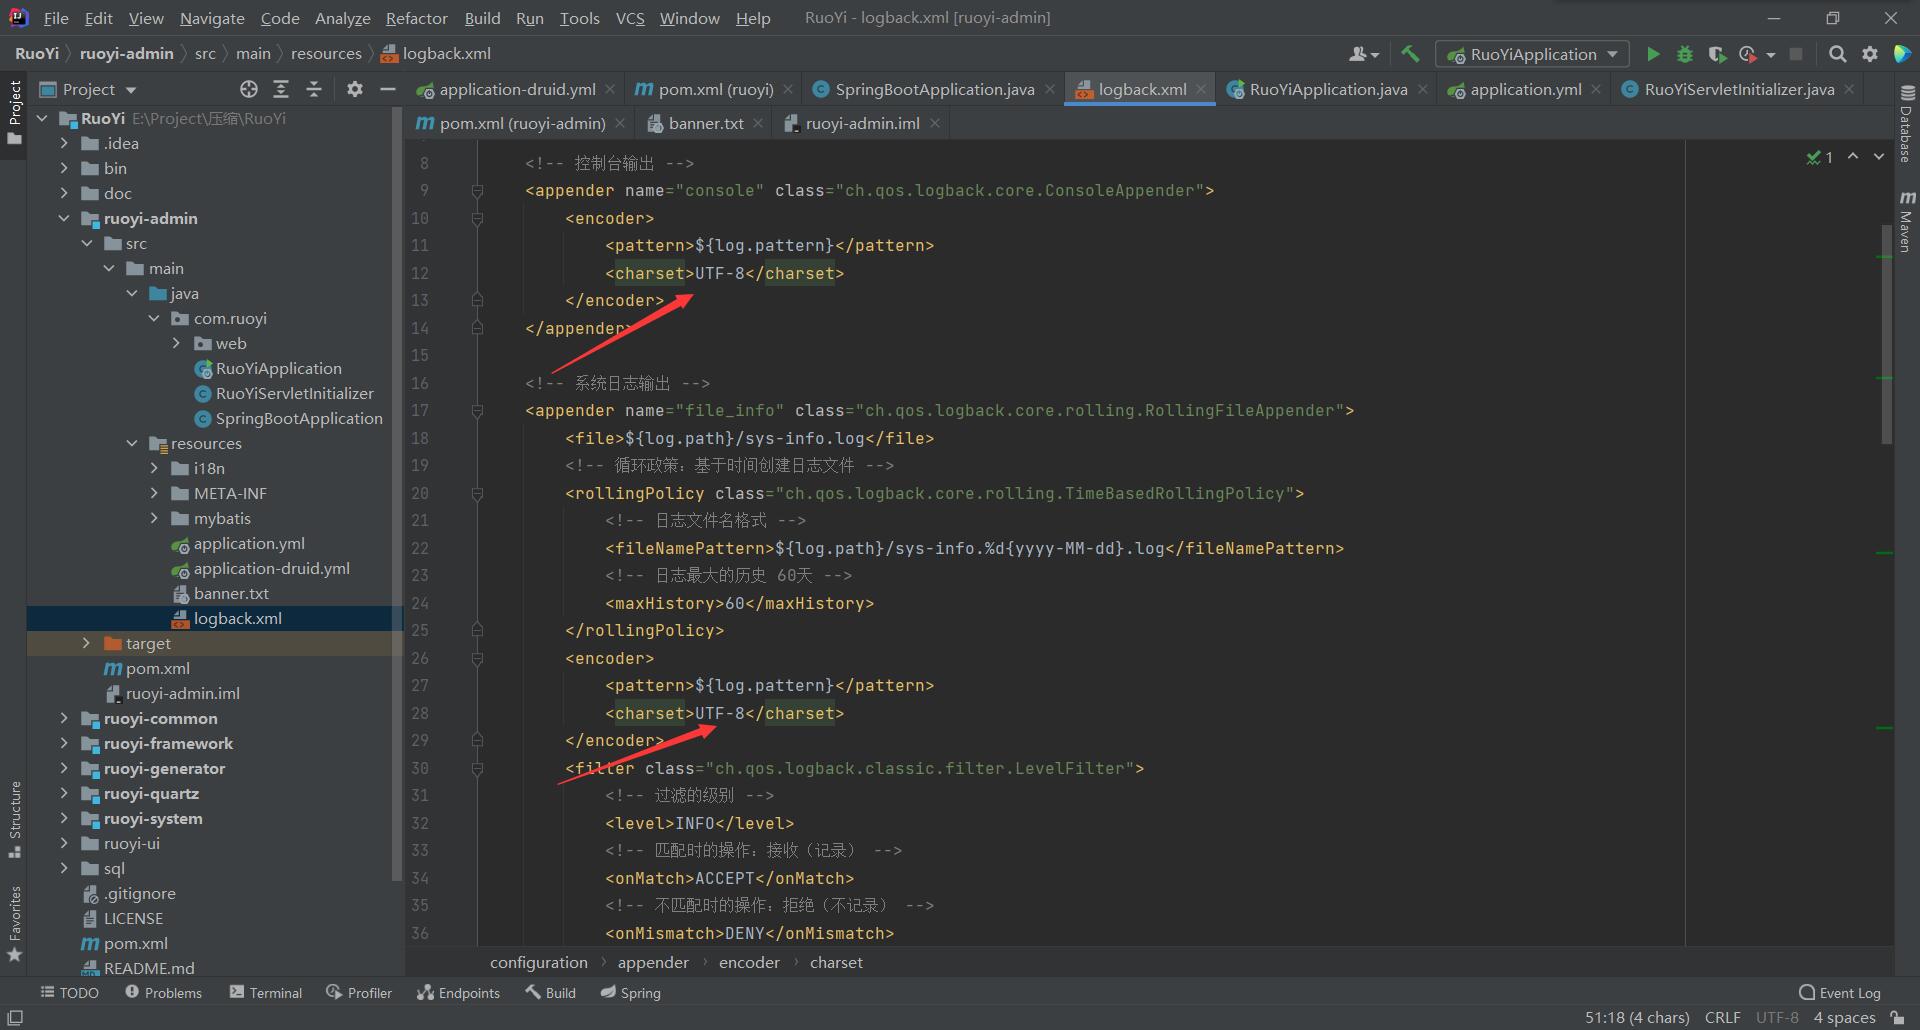 File Edit View Navigate Code Analyze Refactor Build Run Tools VCS Window Help RuoYi - logback.xml [ruoyi-admin]
RuoYi ruoyi-admin src main resources logback.xml RuoYiApplication
Project application-druid.yml pom.xml (ruoyi) SpringBootApplication.java logback.xml RuoYiApplication.java application.yml RuoYiServletInitializer.java
pom.xml (ruoyi-admin) banner.txt ruoyi-admin.iml
Project
Structure
Favorites
RuoYi E:\Project\压缩\RuoYi
.idea
bin
doc
ruoyi-admin
src
main
java
com.ruoyi
web
RuoYiApplication
RuoYiServletInitializer
SpringBootApplication
resources
i18n
META-INF
mybatis
application.yml
application-druid.yml
banner.txt
logback.xml
target
pom.xml
ruoyi-admin.iml
ruoyi-common
ruoyi-framework
ruoyi-generator
ruoyi-quartz
ruoyi-system
ruoyi-ui
sql
.gitignore
LICENSE
pom.xml
README.md
8 <!-- 控制台输出 -->
9 <appender name="console" class="ch.qos.logback.core.ConsoleAppender">
10 <encoder>
11 <pattern>${log.pattern}</pattern>
12 <charset>UTF-8</charset>
13 </encoder>
14 </appender>
15
16 <!-- 系统日志输出 -->
17 <appender name="file_info" class="ch.qos.logback.core.rolling.RollingFileAppender">
18 <file>${log.path}/sys-info.log</file>
19 <!-- 循环政策：基于时间创建日志文件 -->
20 <rollingPolicy class="ch.qos.logback.core.rolling.TimeBasedRollingPolicy">
21 <!-- 日志文件名格式 -->
22 <fileNamePattern>${log.path}/sys-info.%d{yyyy-MM-dd}.log</fileNamePattern>
23 <!-- 日志最大的历史 60天 -->
24 <maxHistory>60</maxHistory>
25 </rollingPolicy>
26 <encoder>
27 <pattern>${log.pattern}</pattern>
28 <charset>UTF-8</charset>
29 </encoder>
30 <filter class="ch.qos.logback.classic.filter.LevelFilter">
31 <!-- 过滤的级别 -->
32 <level>INFO</level>
33 <!-- 匹配时的操作：接收（记录） -->
34 <onMatch>ACCEPT</onMatch>
35 <!-- 不匹配时的操作：拒绝（不记录） -->
36 <onMismatch>DENY</onMismatch>
1
Database
m Maven
configuration appender encoder charset
TODO Problems Terminal Profiler Endpoints Build Spring Event Log
51:18 (4 chars) CRLF UTF-8 4 spaces